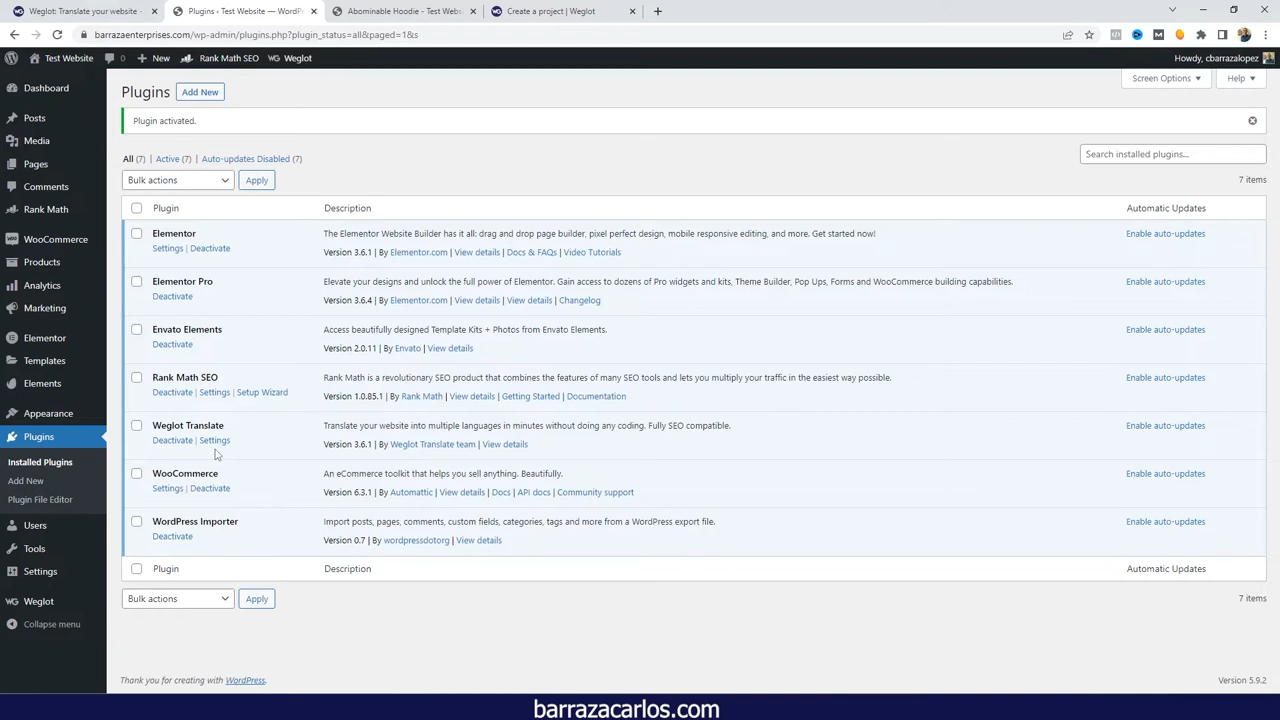 Weglot: Translate your website -
Plugins ‹ Test Website — WordPr
Abominable Hoodie - Test Webs
Create a project | Weglot
barrazaenterprises.com/wp-admin/plugins.php?plugin_status=all&paged=1&s
Test Website 0 New Rank Math SEO Weglot Howdy, cbarrazalopez
Screen Options Help
Dashboard
Posts
Media
Pages
Comments
Rank Math
WooCommerce
Products
Analytics
Marketing
Elementor
Templates
Elements
Appearance
Plugins
Installed Plugins
Add New
Plugin File Editor
Users
Tools
Settings
Weglot
Collapse menu
Plugins Add New
Plugin activated.
All (7) | Active (7) | Auto-updates Disabled (7)
Search installed plugins...
Bulk actions Apply 7 items
Plugin Description Automatic Updates
Elementor The Elementor Website Builder has it all: drag and drop page builder, pixel perfect design, mobile responsive editing, and more. Get started now! Enable auto-updates
Settings | Deactivate Version 3.6.1 | By Elementor.com | View details | Docs & FAQs | Video Tutorials
Elementor Pro Elevate your designs and unlock the full power of Elementor. Gain access to dozens of Pro widgets and kits, Theme Builder, Pop Ups, Forms and WooCommerce building capabilities. Enable auto-updates
Deactivate Version 3.6.4 | By Elementor.com | View details | View details | Changelog
Envato Elements Access beautifully designed Template Kits + Photos from Envato Elements. Enable auto-updates
Deactivate Version 2.0.11 | By Envato | View details
Rank Math SEO Rank Math is a revolutionary SEO product that combines the features of many SEO tools and lets you multiply your traffic in the easiest way possible. Enable auto-updates
Deactivate | Settings | Setup Wizard Version 1.0.85.1 | By Rank Math | View details | Getting Started | Documentation
Weglot Translate Translate your website into multiple languages in minutes without doing any coding. Fully SEO compatible. Enable auto-updates
Deactivate | Settings Version 3.6.1 | By Weglot Translate team | View details
WooCommerce An eCommerce toolkit that helps you sell anything. Beautifully. Enable auto-updates
Settings | Deactivate Version 6.3.1 | By Automattic | View details | Docs | API docs | Community support
WordPress Importer Import posts, pages, comments, custom fields, categories, tags and more from a WordPress export file. Enable auto-updates
Deactivate Version 0.7 | By wordpressdotorg | View details
Plugin Description Automatic Updates
Bulk actions Apply 7 items
Thank you for creating with WordPress. Version 5.9.2
barrazacarlos.com